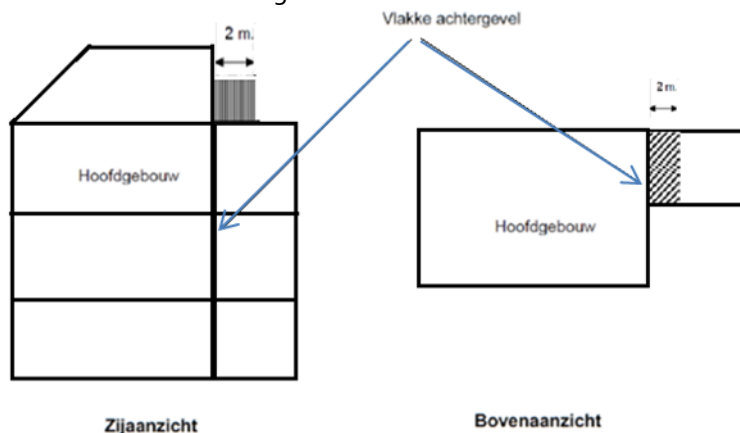 Vlakke achtergevel
2 m.
2 m.
Hoofdgebouw
Hoofdgebouw
Zijaanzicht
Bovenaanzicht